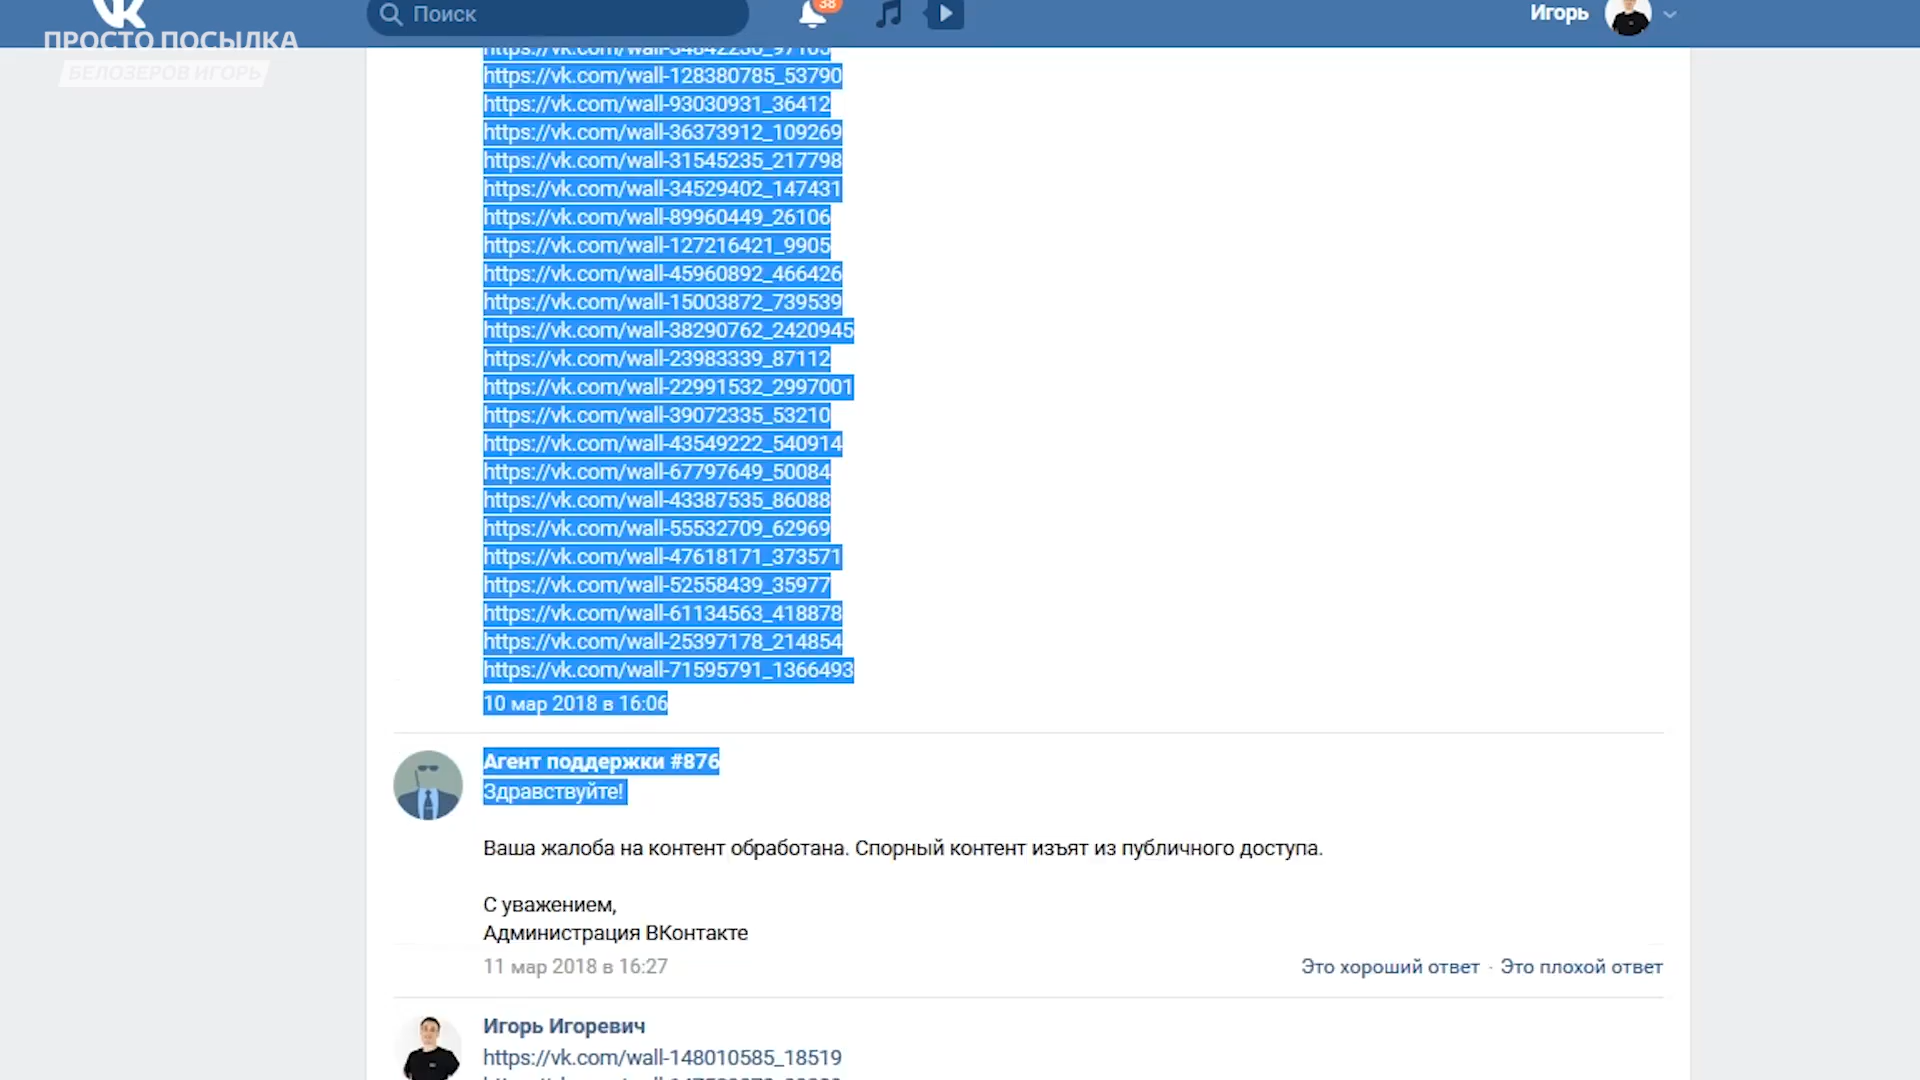 ПРОСТО ПОСЫЛКА
БЕЛОЗЕРОВ ИГОРЬ
Поиск
38
Игорь
https://vk.com/wall-128380785_53790
https://vk.com/wall-93030931_36412
https://vk.com/wall-36373912_109269
https://vk.com/wall-31545235_217798
https://vk.com/wall-34529402_147431
https://vk.com/wall-89960449_26106
https://vk.com/wall-127216421_9905
https://vk.com/wall-45960892_466426
https://vk.com/wall-15003872_739539
https://vk.com/wall-38290762_2420945
https://vk.com/wall-23983339_87112
https://vk.com/wall-22991532_2997001
https://vk.com/wall-39072335_53210
https://vk.com/wall-43549222_540914
https://vk.com/wall-67797649_50084
https://vk.com/wall-43387535_86088
https://vk.com/wall-55532709_62969
https://vk.com/wall-47618171_373571
https://vk.com/wall-52558439_35977
https://vk.com/wall-61134563_418878
https://vk.com/wall-25397178_214854
https://vk.com/wall-71595791_1366493
10 мар 2018 в 16:06
Агент поддержки #876
Здравствуйте!
Ваша жалоба на контент обработана. Спорный контент изъят из публичного доступа.
С уважением,
Администрация ВКонтакте
11 мар 2018 в 16:27
Это хороший ответ · Это плохой ответ
Игорь Игоревич
https://vk.com/wall-148010585_18519